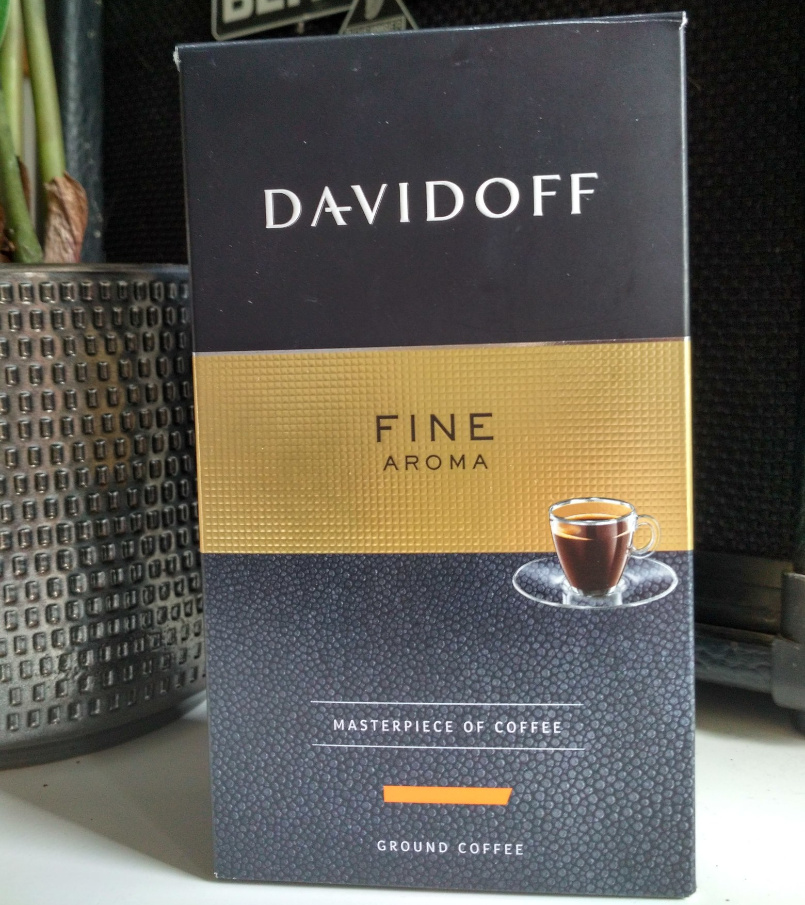 DAVIDOFF
FINE
AROMA
MASTERPIECE OF COFFEE
GROUND COFFEE